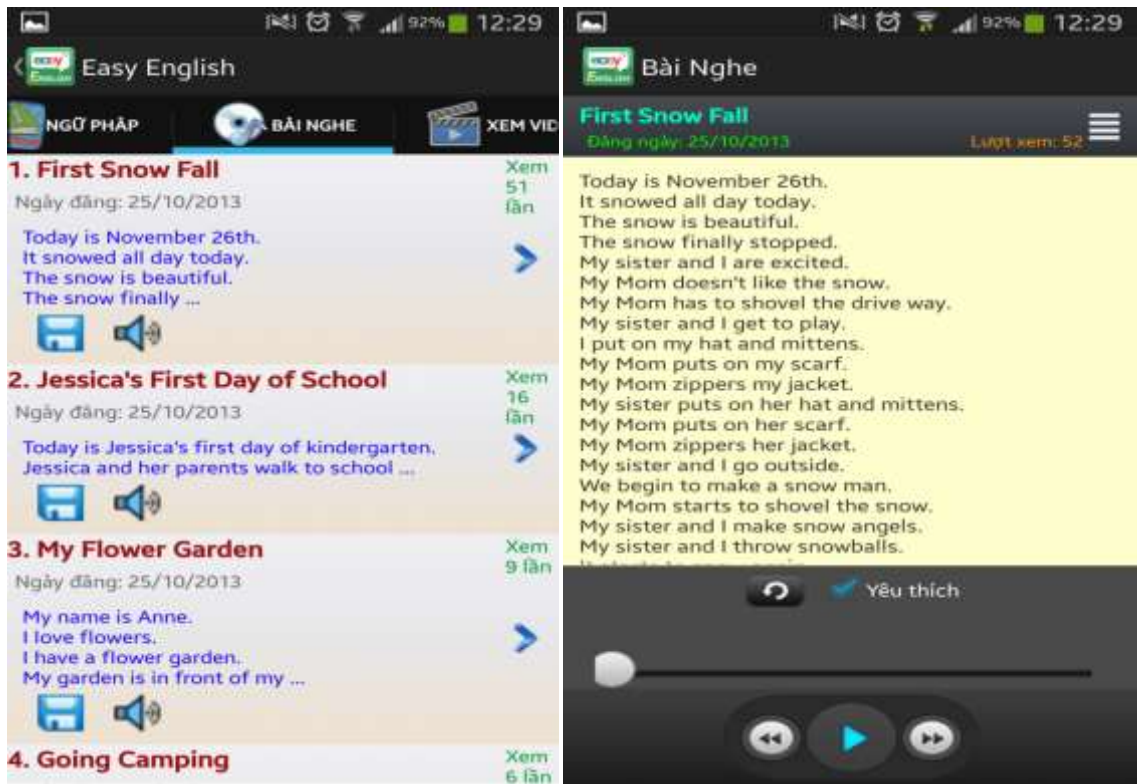 92% 12:29
easy English Easy English
NGỮ PHÁP BÀI NGHE XEM VID
1. First Snow Fall
Xem 51 lần
Ngày đăng: 25/10/2013
Today is November 26th.
It snowed all day today.
The snow is beautiful.
The snow finally ...
2. Jessica's First Day of School
Xem 16 lần
Ngày đăng: 25/10/2013
Today is Jessica's first day of kindergarten.
Jessica and her parents walk to school ...
3. My Flower Garden
Xem 9 lần
Ngày đăng: 25/10/2013
My name is Anne.
I love flowers.
I have a flower garden.
My garden is in front of my ...
4. Going Camping
Xem 6 lần
92% 12:29
easy English Bài Nghe
First Snow Fall
Đăng ngày: 25/10/2013 Lượt xem: 52
Today is November 26th.
It snowed all day today.
The snow is beautiful.
The snow finally stopped.
My sister and I are excited.
My Mom doesn't like the snow.
My Mom has to shovel the drive way.
My sister and I get to play.
I put on my hat and mittens.
My Mom puts on my scarf.
My Mom zippers my jacket.
My sister puts on her hat and mittens.
My Mom puts on her scarf.
My Mom zippers her jacket.
My sister and I go outside.
We begin to make a snow man.
My Mom starts to shovel the snow.
My sister and I make snow angels.
My sister and I throw snowballs.
Yêu thích